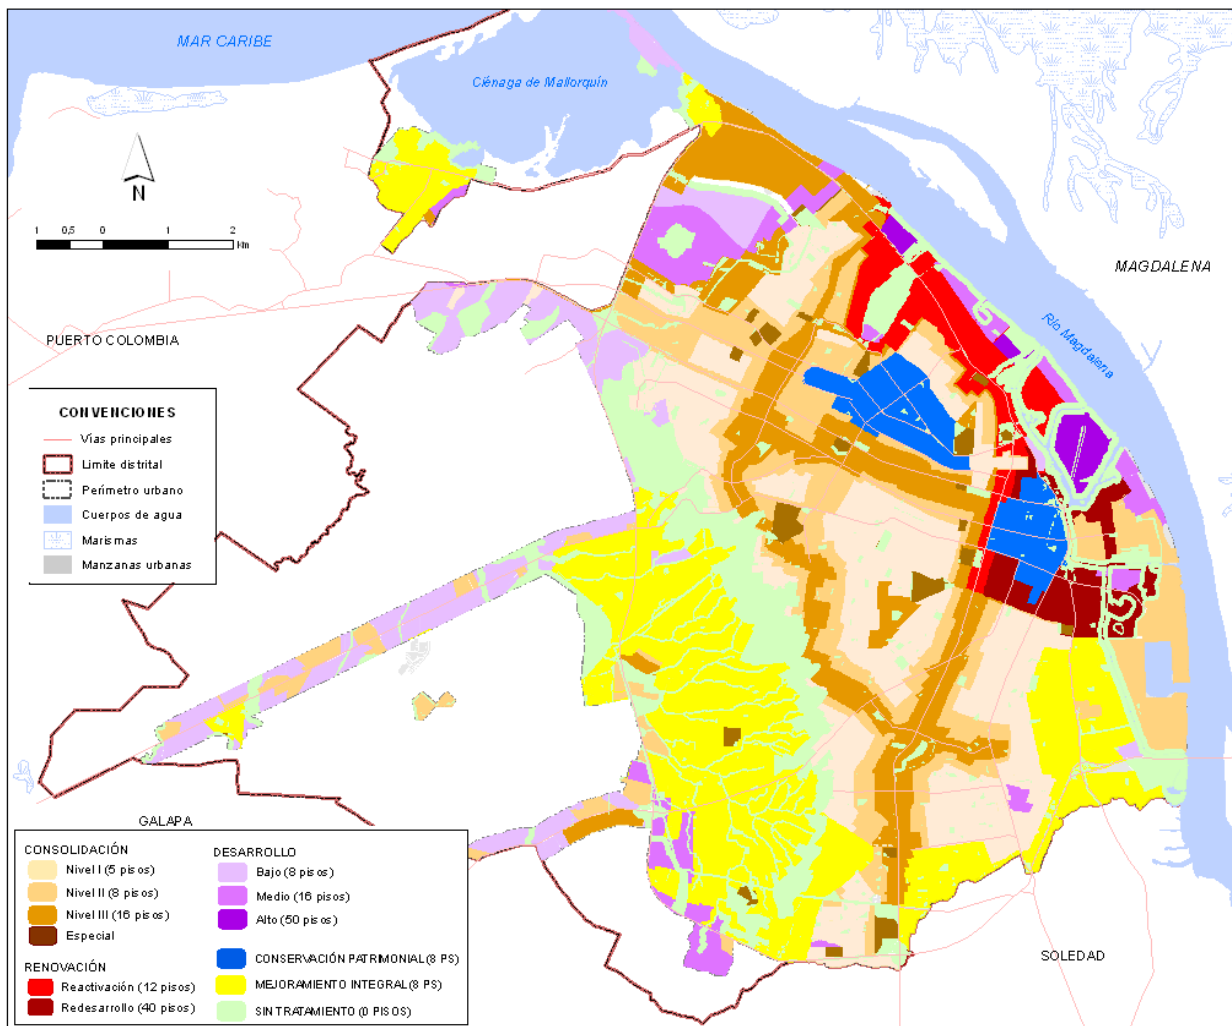 MAR CARIBE
Ciénaga de Mallorquín
N
1 0,5 0 1 2
Km
MAGDALENA
Río Magdalena
PUERTO COLOMBIA
CONVENCIONES
Vías principales
Limite distrital
Perímetro urbano
Cuerpos de agua
Marismas
Manzanas urbanas
GALAPA
SOLEDAD
CONSOLIDACIÓN
Nivel I (5 pisos)
Nivel II (8 pisos)
Nivel III (16 pisos)
Especial
RENOVACIÓN
Reactivación (12 pisos)
Redesarrollo (40 pisos)
DESARROLLO
Bajo (8 pisos)
Medio (16 pisos)
Alto (50 pisos)
CONSERVACIÓN PATRIMONIAL (8 PS)
MEJORAMIENTO INTEGRAL (8 PS)
SIN TRATAMIENTO (0 PISOS)